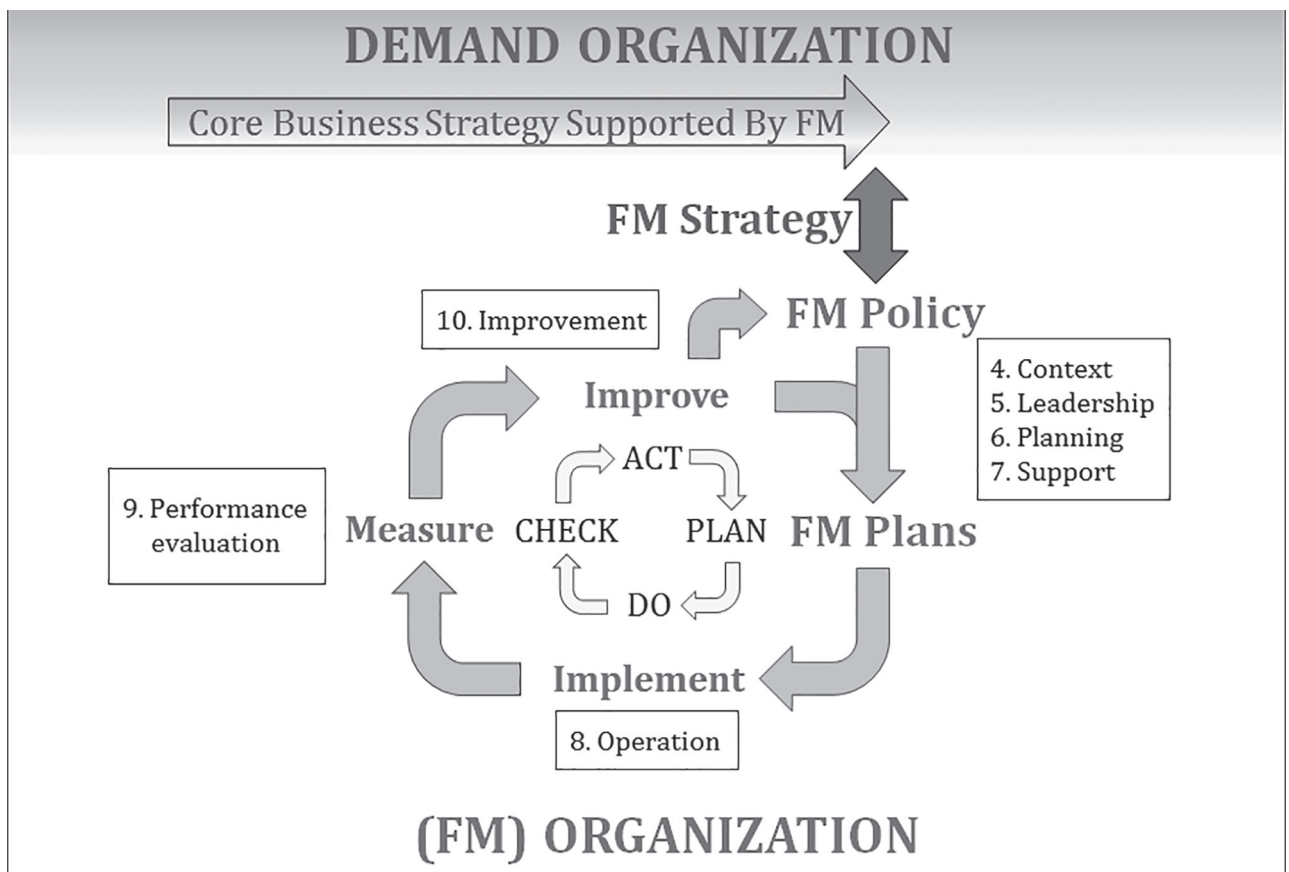 DEMAND ORGANIZATION
Core Business Strategy Supported By FM
FM Strategy
10. Improvement
FM Policy
4. Context
5. Leadership
6. Planning
7. Support
Improve
ACT
9. Performance
evaluation
Measure
CHECK
PLAN
FM Plans
DO
Implement
8. Operation
(FM) ORGANIZATION